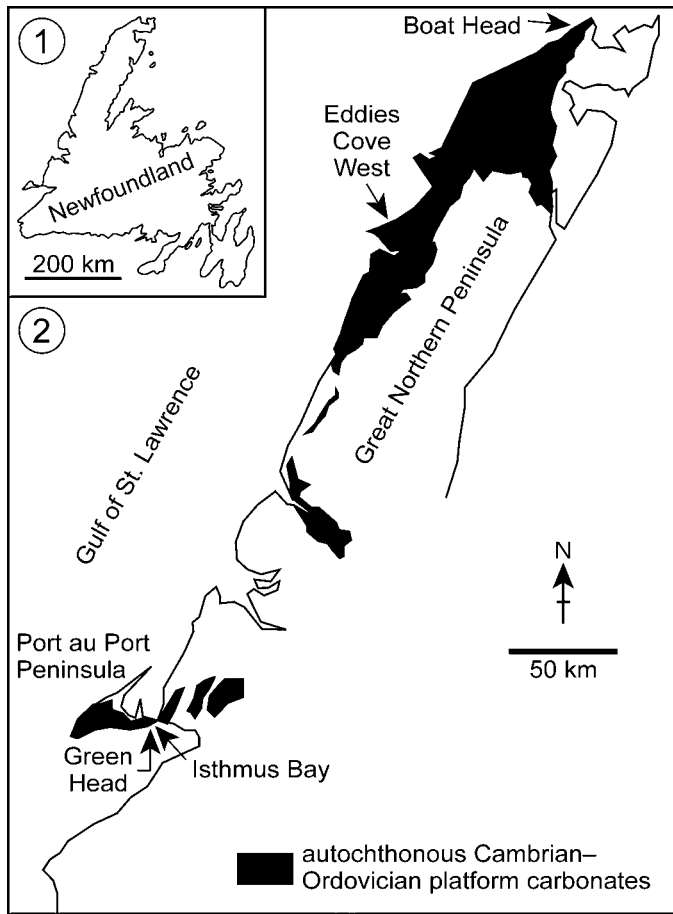 1
Newfoundland
200 km
2
Boat Head
Eddies
Cove
West
Great Northern Peninsula
Gulf of St. Lawrence
N
50 km
Port au Port
Peninsula
Green
Head
Isthmus Bay
autochthonous Cambrian–
Ordovician platform carbonates